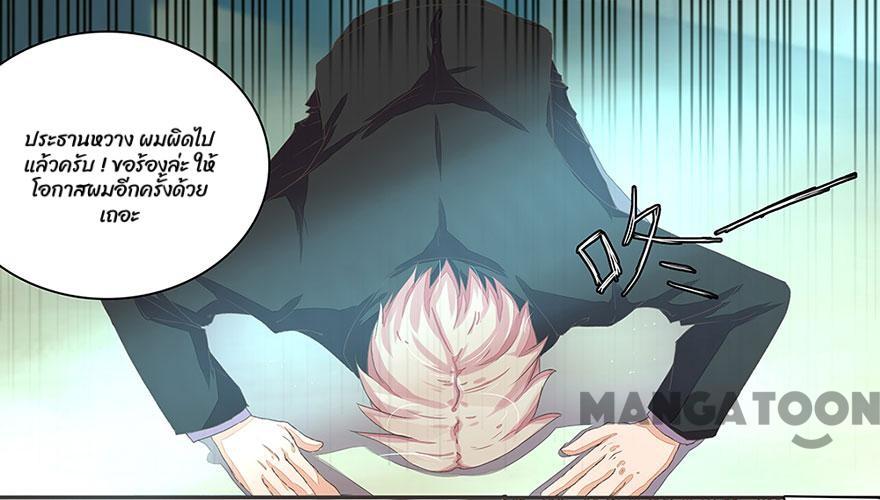 ประธานหวาง ผมผิดไป
แล้วครับ ! ขอร้องล่ะ ให้
โอกาสผมอีกครั้งด้วย
เถอะ
咚—
MANGATOON